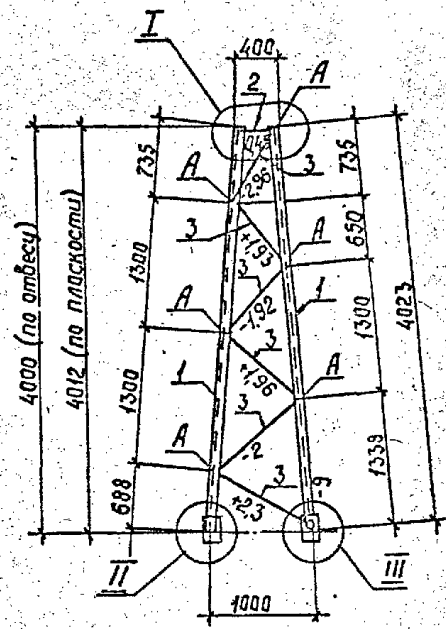 I
400
2
А
735
А
0,45
-2,96
3
735
3
+1,93
А
650
1300
3
-1,92
1
А
3
1300
4023
4000 (по отвесу)
4012 (по плоскости)
1
+1,96
А
3
1300
А
-2
3
1339
688
+2,3
-9
II
III
1000